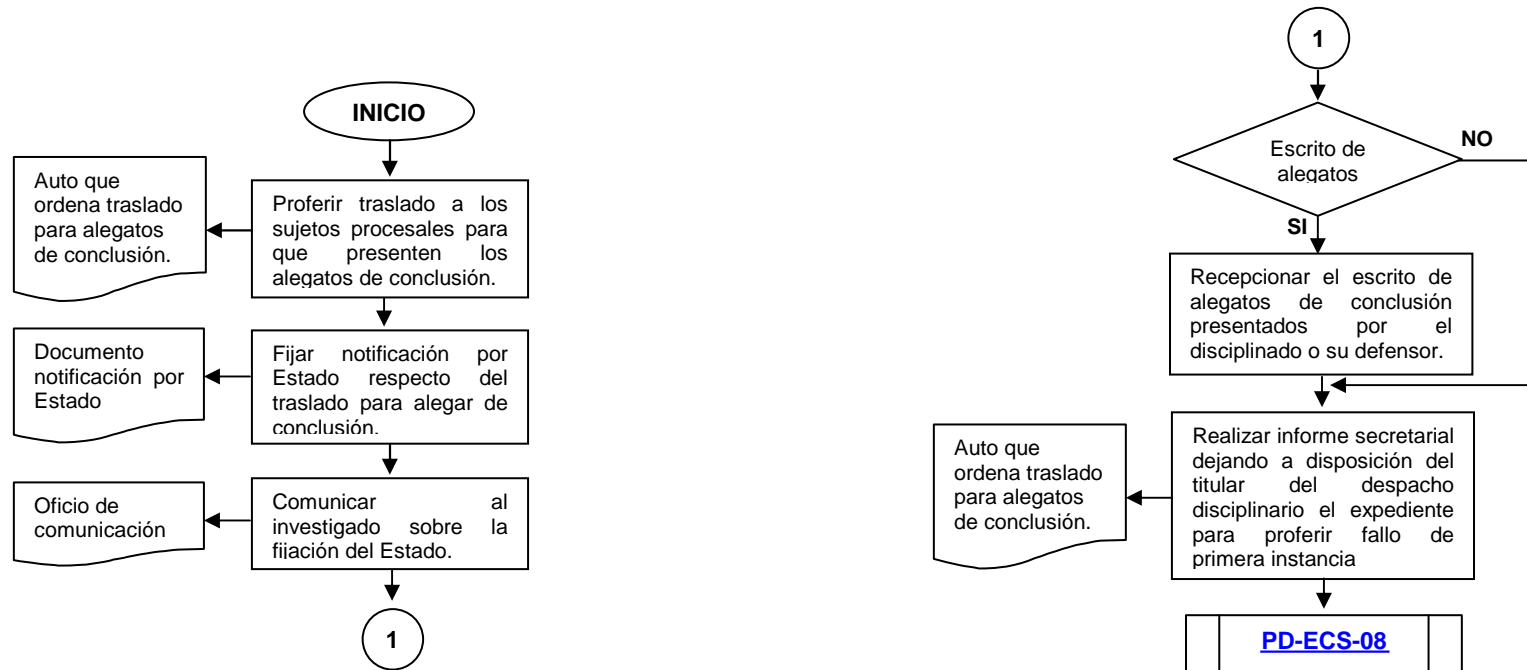 INICIO
Auto que
ordena traslado
para alegatos
de conclusión.
Proferir traslado a los
sujetos procesales para
que presenten los
alegatos de conclusión.
Documento
notificación por
Estado
Fijar notificación por
Estado respecto del
traslado para alegar de
conclusión.
Oficio de
comunicación
Comunicar al
investigado sobre la
fijación del Estado.
1
1
Escrito de
alegatos
NO
SI
Recepcionar el escrito de
alegatos de conclusión
presentados por el
disciplinado o su defensor.
Auto que
ordena traslado
para alegatos
de conclusión.
Realizar informe secretarial
dejando a disposición del
titular del despacho
disciplinario el expediente
para proferir fallo de
primera instancia
PD-ECS-08